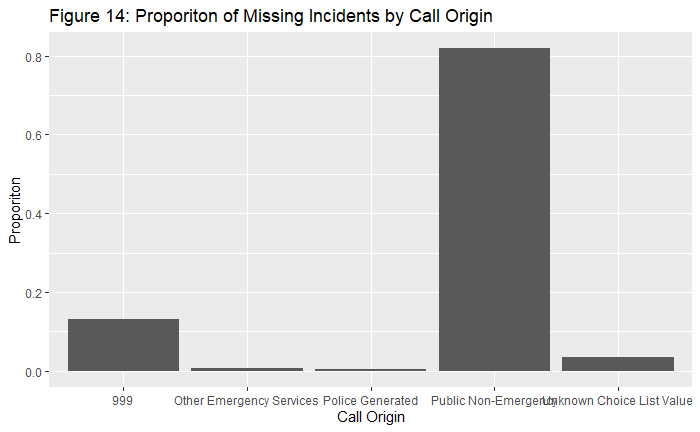 Figure 14: Proporiton of Missing Incidents by Call Origin
0.8
0.6
0.4
0.2
0.0
Proporiton
999 Other Emergency Services Police Generated Public Non-Emergency Unknown Choice List Value
Call Origin